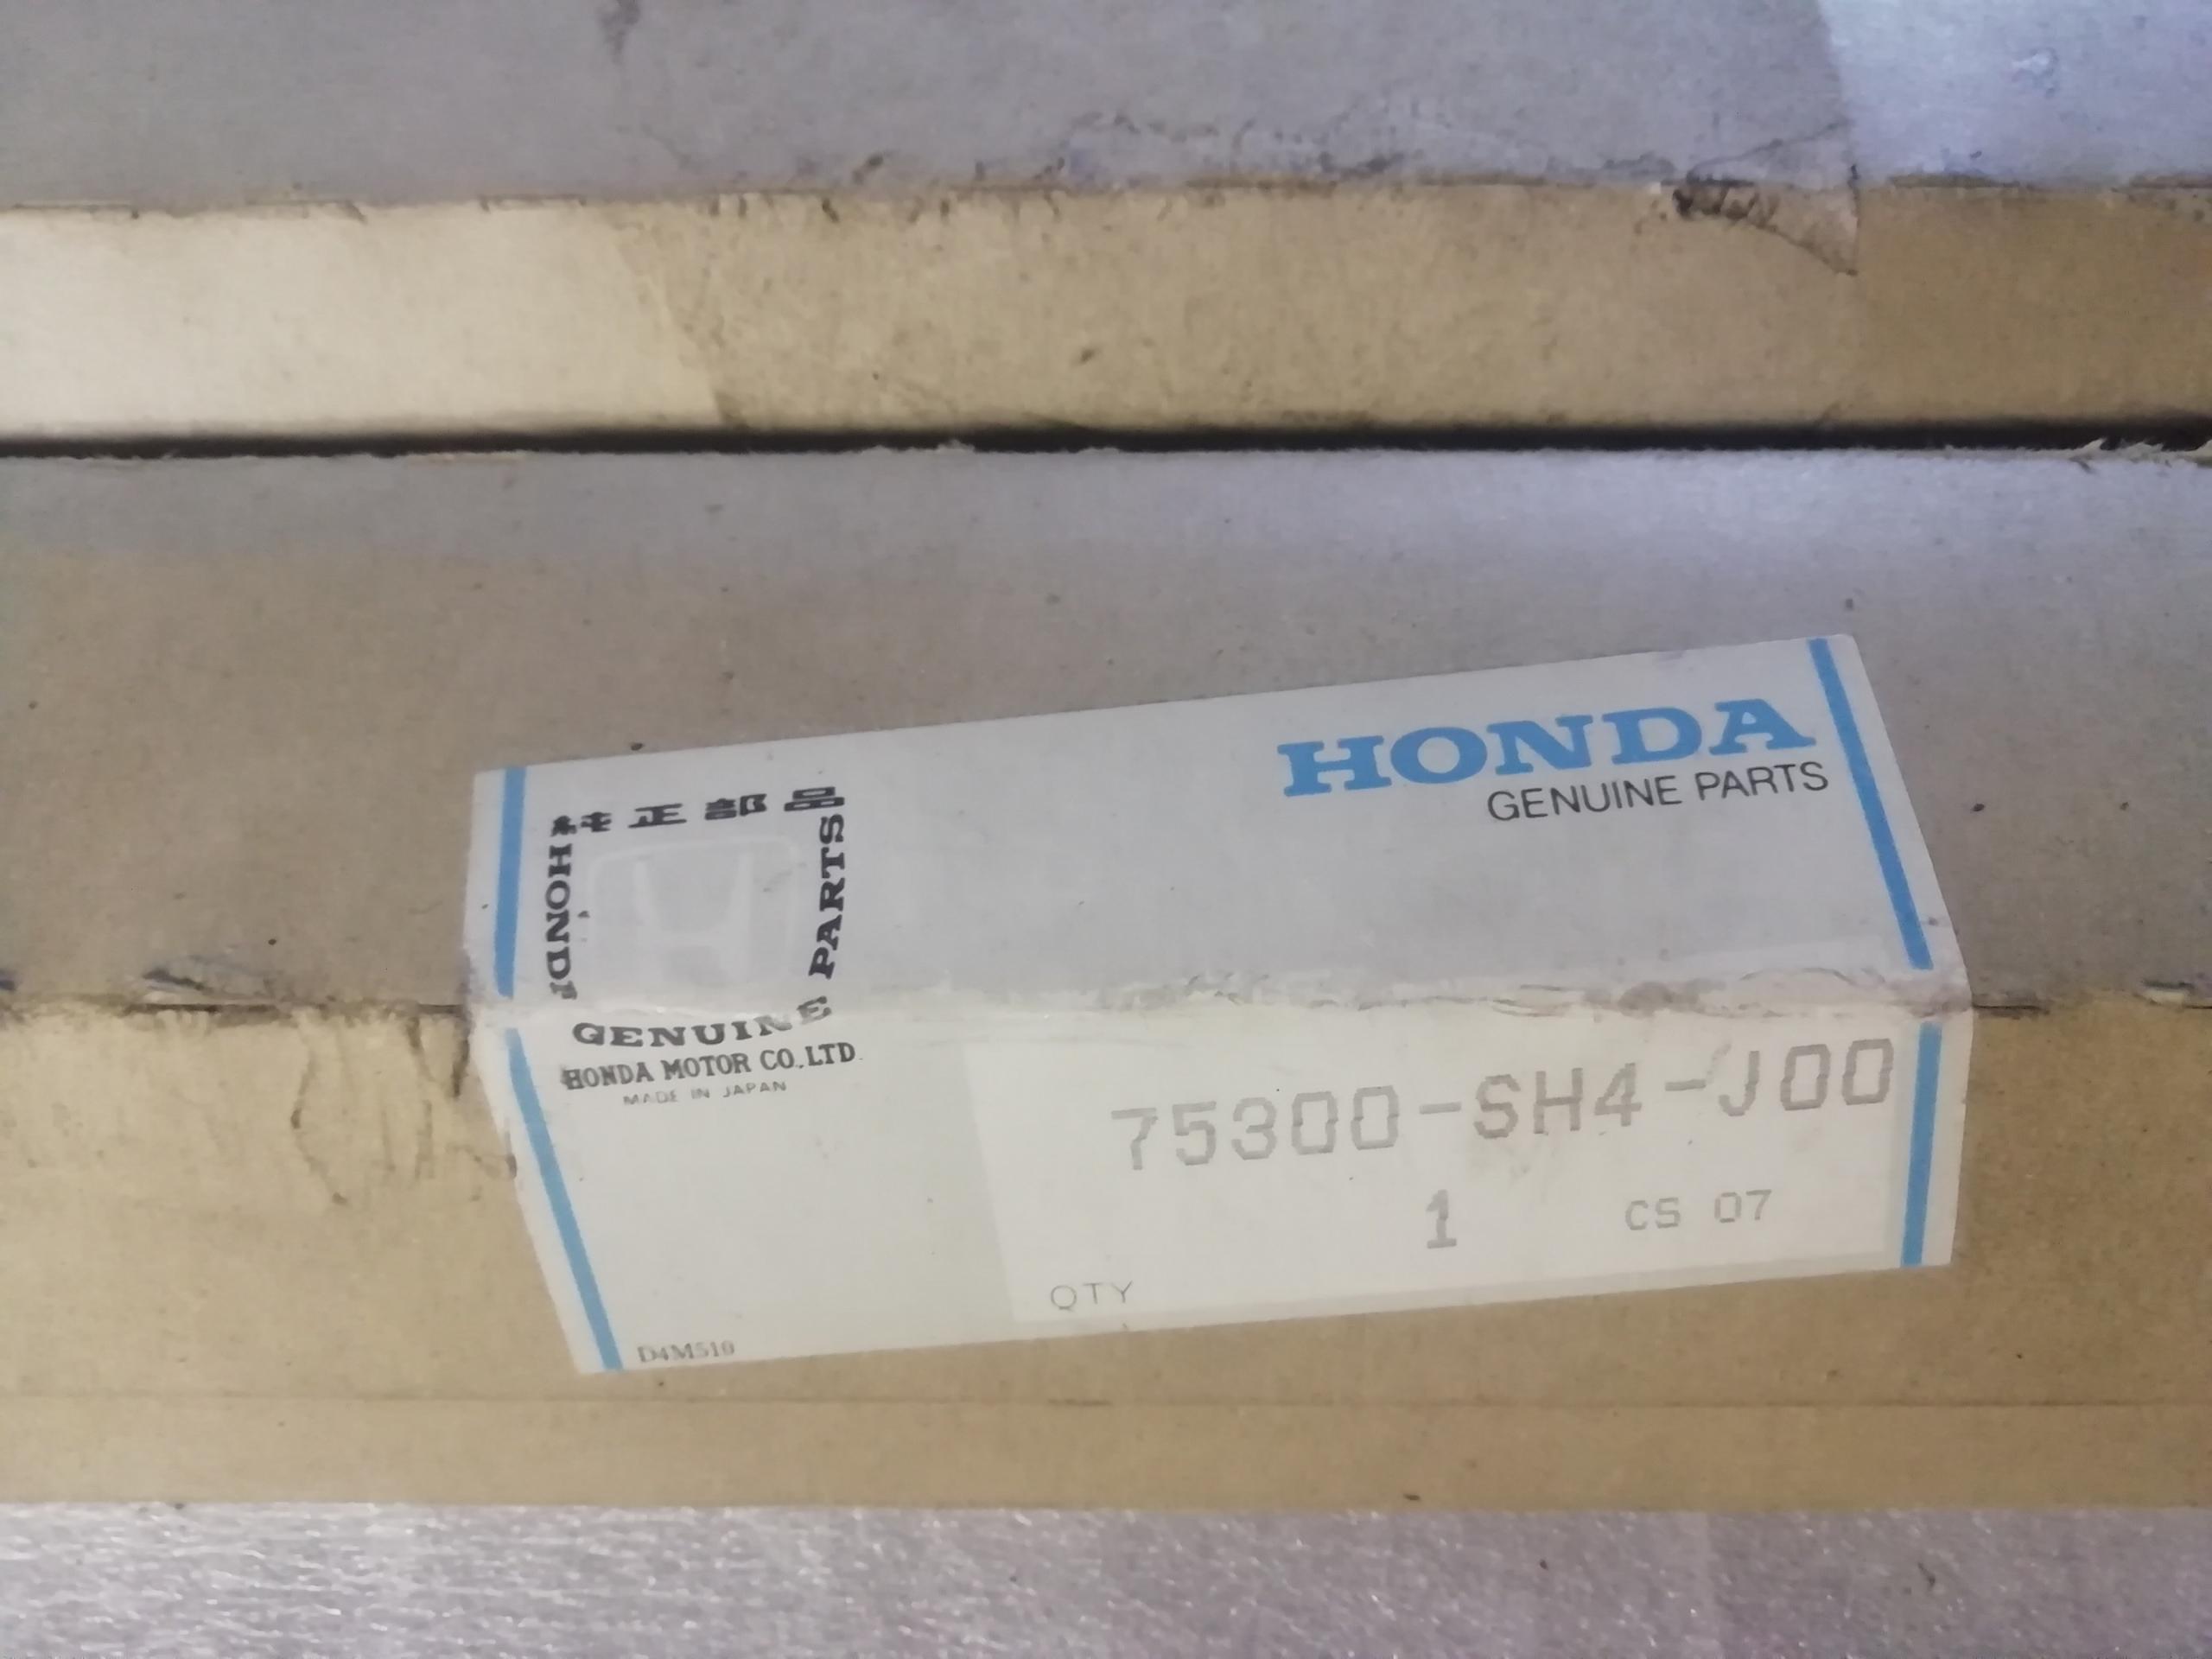 HONDA
GENUINE PARTS
純正部品
HONDA
GENUINE PARTS
HONDA MOTOR CO.,LTD.
MADE IN JAPAN
75300-SH4-J00
1
CS 07
QTY
D4M510